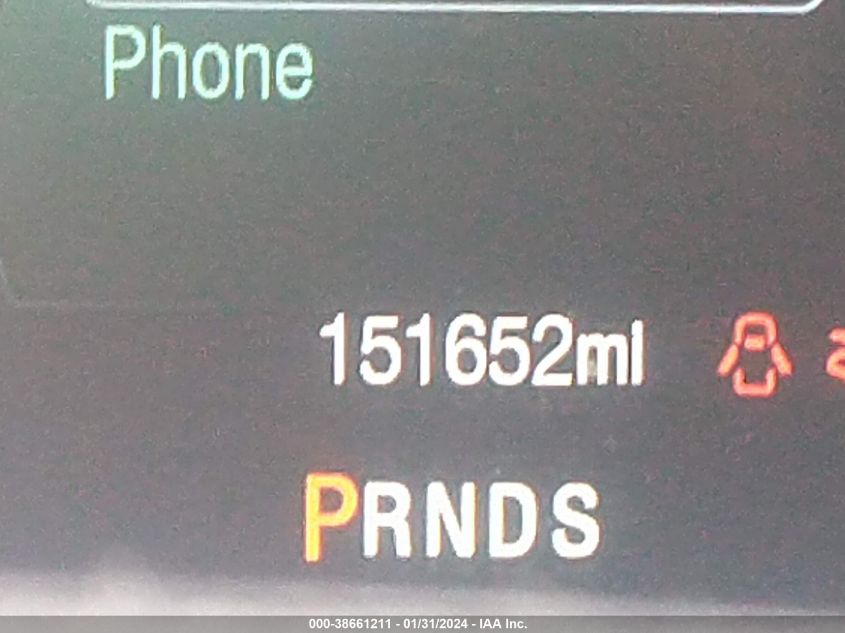 Phone
151652mi
PRNDS
000-38661211 - 01/31/2024 - IAA Inc.